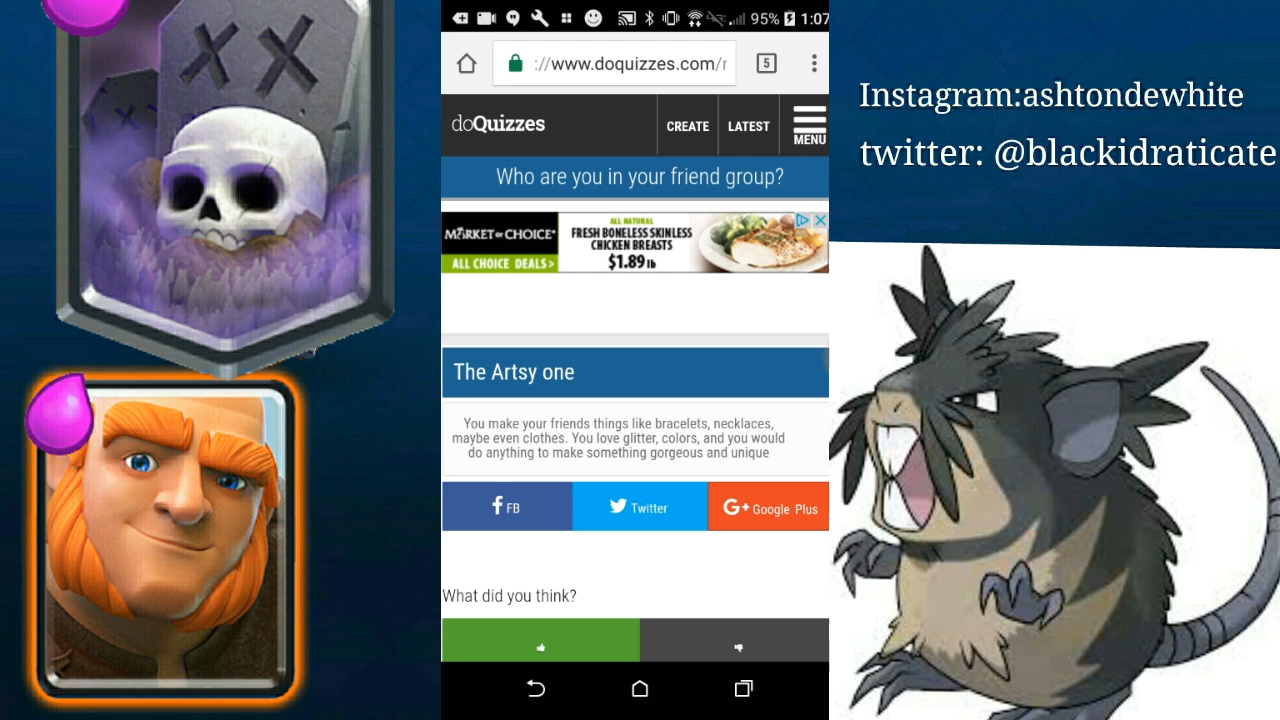 95% 1:07
://www.doquizzes.com/r
5
doQuizzes
CREATE
LATEST
MENU
Who are you in your friend group?
MARKET of CHOICE
ALL CHOICE DEALS >
ALL NATURAL
FRESH BONELESS SKINLESS
CHICKEN BREASTS
$1.89 lb
The Artsy one
You make your friends things like bracelets, necklaces,
maybe even clothes. You love glitter, colors, and you would
do anything to make something gorgeous and unique
FB
Twitter
G+ Google Plus
What did you think?
Instagram:ashtondewhite
twitter: @blackidraticate